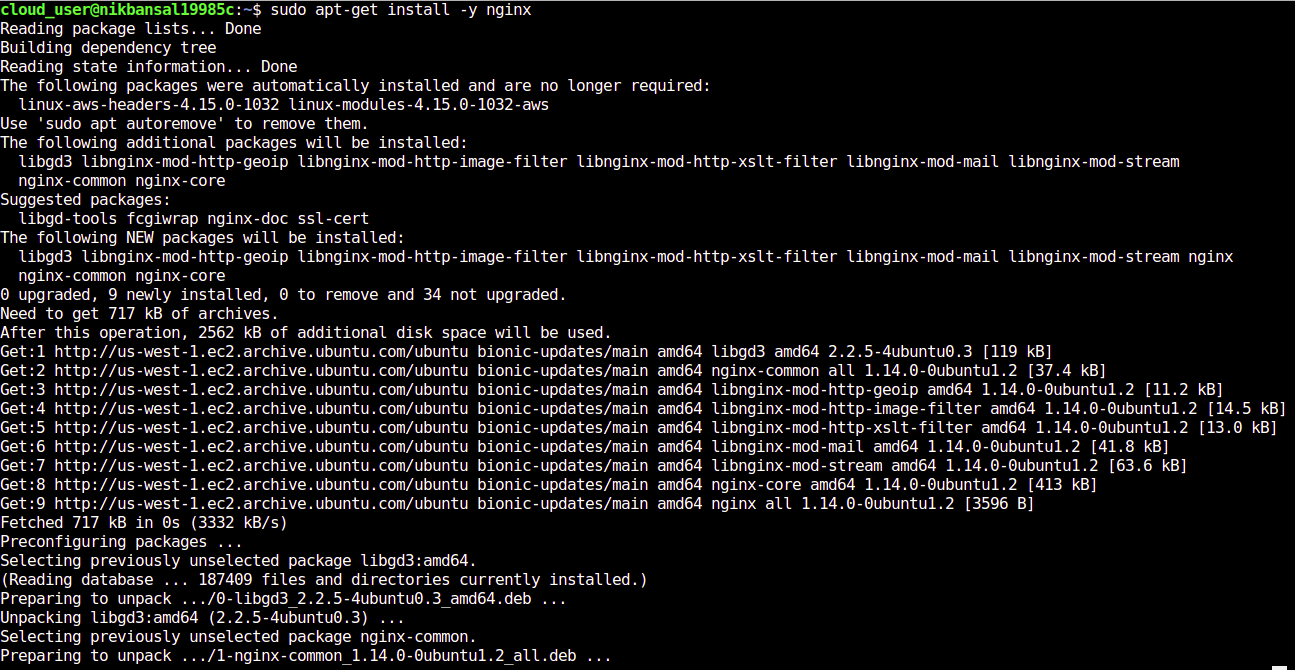 cloud_user@nikbansal19985c:~$ sudo apt-get install -y nginx
Reading package lists... Done
Building dependency tree
Reading state information... Done
The following packages were automatically installed and are no longer required:
  linux-aws-headers-4.15.0-1032 linux-modules-4.15.0-1032-aws
Use 'sudo apt autoremove' to remove them.
The following additional packages will be installed:
  libgd3 libnginx-mod-http-geoip libnginx-mod-http-image-filter libnginx-mod-http-xslt-filter libnginx-mod-mail libnginx-mod-stream
  nginx-common nginx-core
Suggested packages:
  libgd-tools fcgiwrap nginx-doc ssl-cert
The following NEW packages will be installed:
  libgd3 libnginx-mod-http-geoip libnginx-mod-http-image-filter libnginx-mod-http-xslt-filter libnginx-mod-mail libnginx-mod-stream nginx
  nginx-common nginx-core
0 upgraded, 9 newly installed, 0 to remove and 34 not upgraded.
Need to get 717 kB of archives.
After this operation, 2562 kB of additional disk space will be used.
Get:1 http://us-west-1.ec2.archive.ubuntu.com/ubuntu bionic-updates/main amd64 libgd3 amd64 2.2.5-4ubuntu0.3 [119 kB]
Get:2 http://us-west-1.ec2.archive.ubuntu.com/ubuntu bionic-updates/main amd64 nginx-common all 1.14.0-0ubuntu1.2 [37.4 kB]
Get:3 http://us-west-1.ec2.archive.ubuntu.com/ubuntu bionic-updates/main amd64 libnginx-mod-http-geoip amd64 1.14.0-0ubuntu1.2 [11.2 kB]
Get:4 http://us-west-1.ec2.archive.ubuntu.com/ubuntu bionic-updates/main amd64 libnginx-mod-http-image-filter amd64 1.14.0-0ubuntu1.2 [14.5 kB]
Get:5 http://us-west-1.ec2.archive.ubuntu.com/ubuntu bionic-updates/main amd64 libnginx-mod-http-xslt-filter amd64 1.14.0-0ubuntu1.2 [13.0 kB]
Get:6 http://us-west-1.ec2.archive.ubuntu.com/ubuntu bionic-updates/main amd64 libnginx-mod-mail amd64 1.14.0-0ubuntu1.2 [41.8 kB]
Get:7 http://us-west-1.ec2.archive.ubuntu.com/ubuntu bionic-updates/main amd64 libnginx-mod-stream amd64 1.14.0-0ubuntu1.2 [63.6 kB]
Get:8 http://us-west-1.ec2.archive.ubuntu.com/ubuntu bionic-updates/main amd64 nginx-core amd64 1.14.0-0ubuntu1.2 [413 kB]
Get:9 http://us-west-1.ec2.archive.ubuntu.com/ubuntu bionic-updates/main amd64 nginx all 1.14.0-0ubuntu1.2 [3596 B]
Fetched 717 kB in 0s (3332 kB/s)
Preconfiguring packages ...
Selecting previously unselected package libgd3:amd64.
(Reading database ... 187409 files and directories currently installed.)
Preparing to unpack .../0-libgd3_2.2.5-4ubuntu0.3_amd64.deb ...
Unpacking libgd3:amd64 (2.2.5-4ubuntu0.3) ...
Selecting previously unselected package nginx-common.
Preparing to unpack .../1-nginx-common_1.14.0-0ubuntu1.2_all.deb ...